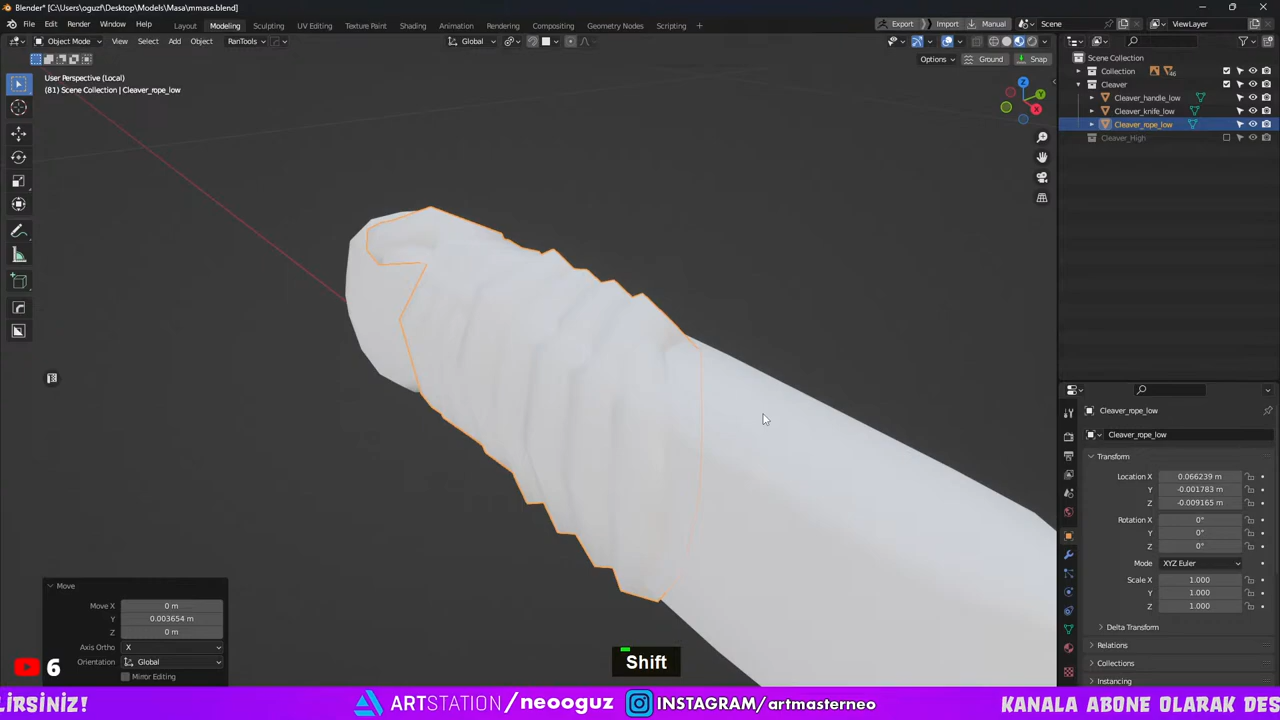 Blender* [C:\Users\oguzf\Desktop\Models\Masa\mmase.blend]
File Edit Render Window Help Layout Modeling Sculpting UV Editing Texture Paint Shading Animation Rendering Compositing Geometry Nodes Scripting + Export Import Manual Scene ViewLayer
Object Mode View Select Add Object RanTools Global
Options Ground Snap
User Perspective (Local)
(81) Scene Collection | Cleaver_rope_low
Scene Collection
Collection 46
Cleaver
Cleaver_handle_low
Cleaver_knife_low
Cleaver_rope_low
Cleaver_High
Z
Y
X
Cleaver_rope_low
Cleaver_rope_low
Transform
Location X 0.066239 m
Y -0.001783 m
Z -0.009165 m
Rotation X 0°
Y 0°
Z 0°
Mode XYZ Euler
Scale X 1.000
Y 1.000
Z 1.000
Delta Transform
Relations
Collections
Instancing
Move
Move X 0 m
Y 0.003654 m
Z 0 m
Axis Ortho X
Orientation Global
Mirror Editing
6
Shift
LİRSİNİZ! ARTSTATION/neooguz INSTAGRAM/artmasterneo KANALA ABONE OLARAK DES